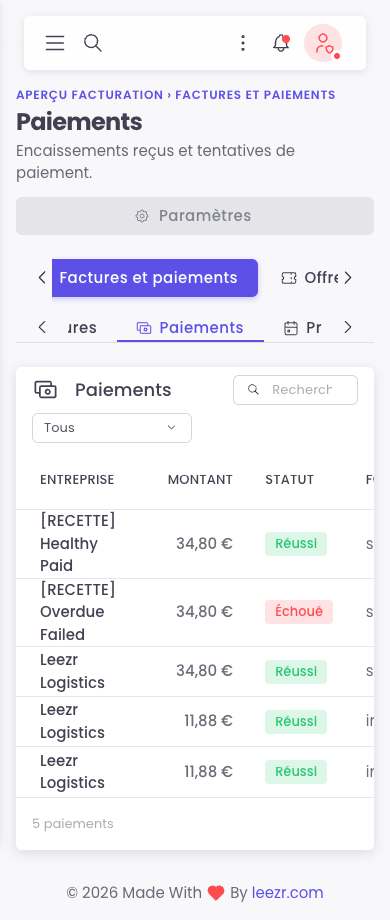 APERÇU FACTURATION › FACTURES ET PAIEMENTS
Paiements
Encaissements reçus et tentatives de
paiement.
Paramètres
Factures et paiements
Offre
ures
Paiements
Pr
Paiements
Recherch
Tous
ENTREPRISE MONTANT STATUT
[RECETTE]
Healthy
Paid
34,80 € Réussi
[RECETTE]
Overdue
Failed
34,80 € Échoué
Leezr
Logistics
34,80 € Réussi
Leezr
Logistics
11,88 € Réussi
Leezr
Logistics
11,88 € Réussi
5 paiements
© 2026 Made With ❤ By leezr.com